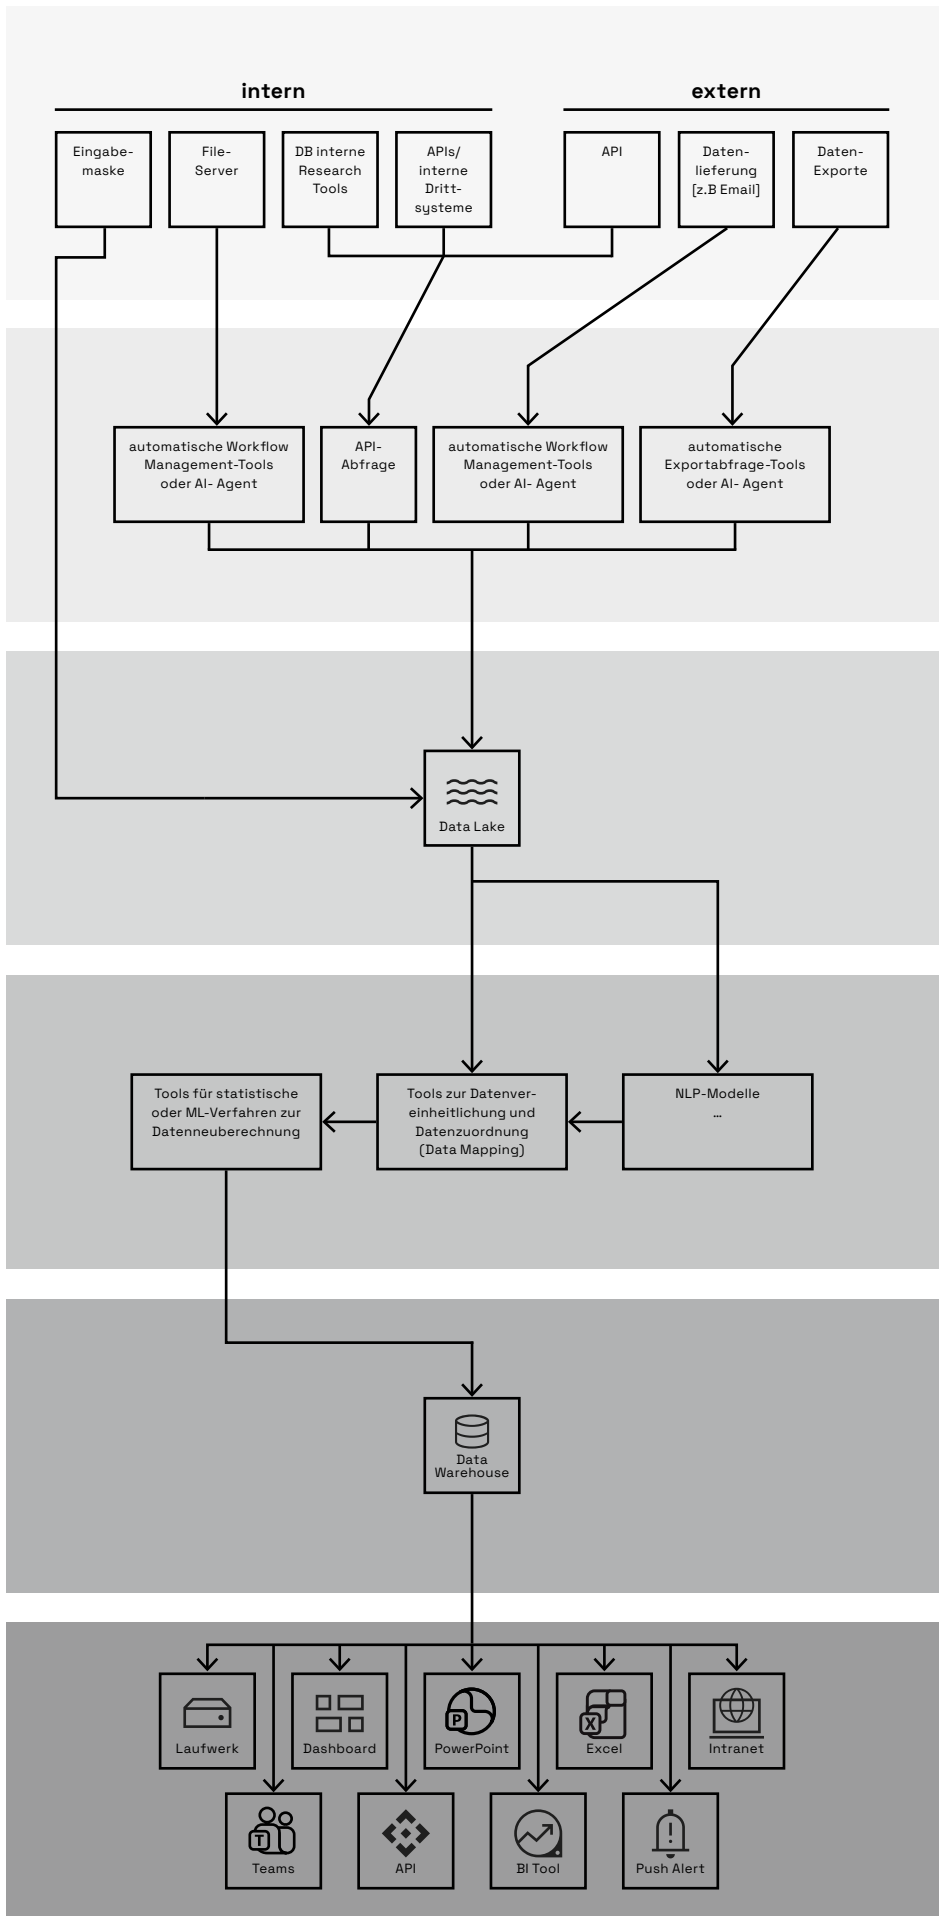 intern
extern
Eingabe-
maske
File-
Server
DB interne
Research
Tools
APIs/
interne
Dritt-
systeme
API
Daten-
lieferung
[z.B Email]
Daten-
Exporte
automatische Workflow
Management-Tools
oder AI- Agent
API-
Abfrage
automatische Workflow
Management-Tools
oder AI- Agent
automatische
Exportabfrage-Tools
oder AI- Agent
Data Lake
Tools für statistische
oder ML-Verfahren zur
Datenneuberechnung
Tools zur Datenver-
einheitlichung und
Datenzuordnung
(Data Mapping)
NLP-Modelle
...
Data
Warehouse
Laufwerk
Dashboard
P
PowerPoint
X
Excel
Intranet
T
Teams
API
BI Tool
Push Alert